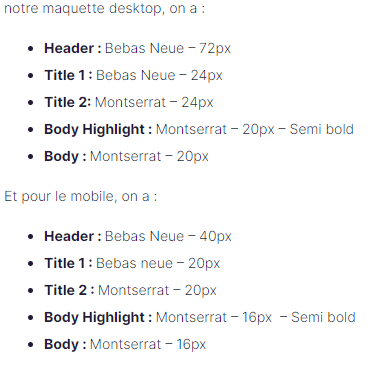 notre maquette desktop, on a :
Header : Bebas Neue – 72px
Title 1 : Bebas Neue – 24px
Title 2: Montserrat – 24px
Body Highlight : Montserrat – 20px – Semi bold
Body : Montserrat – 20px
Et pour le mobile, on a :
Header : Bebas Neue – 40px
Title 1 : Bebas neue – 20px
Title 2 : Montserrat – 20px
Body Highlight : Montserrat – 16px – Semi bold
Body : Montserrat – 16px